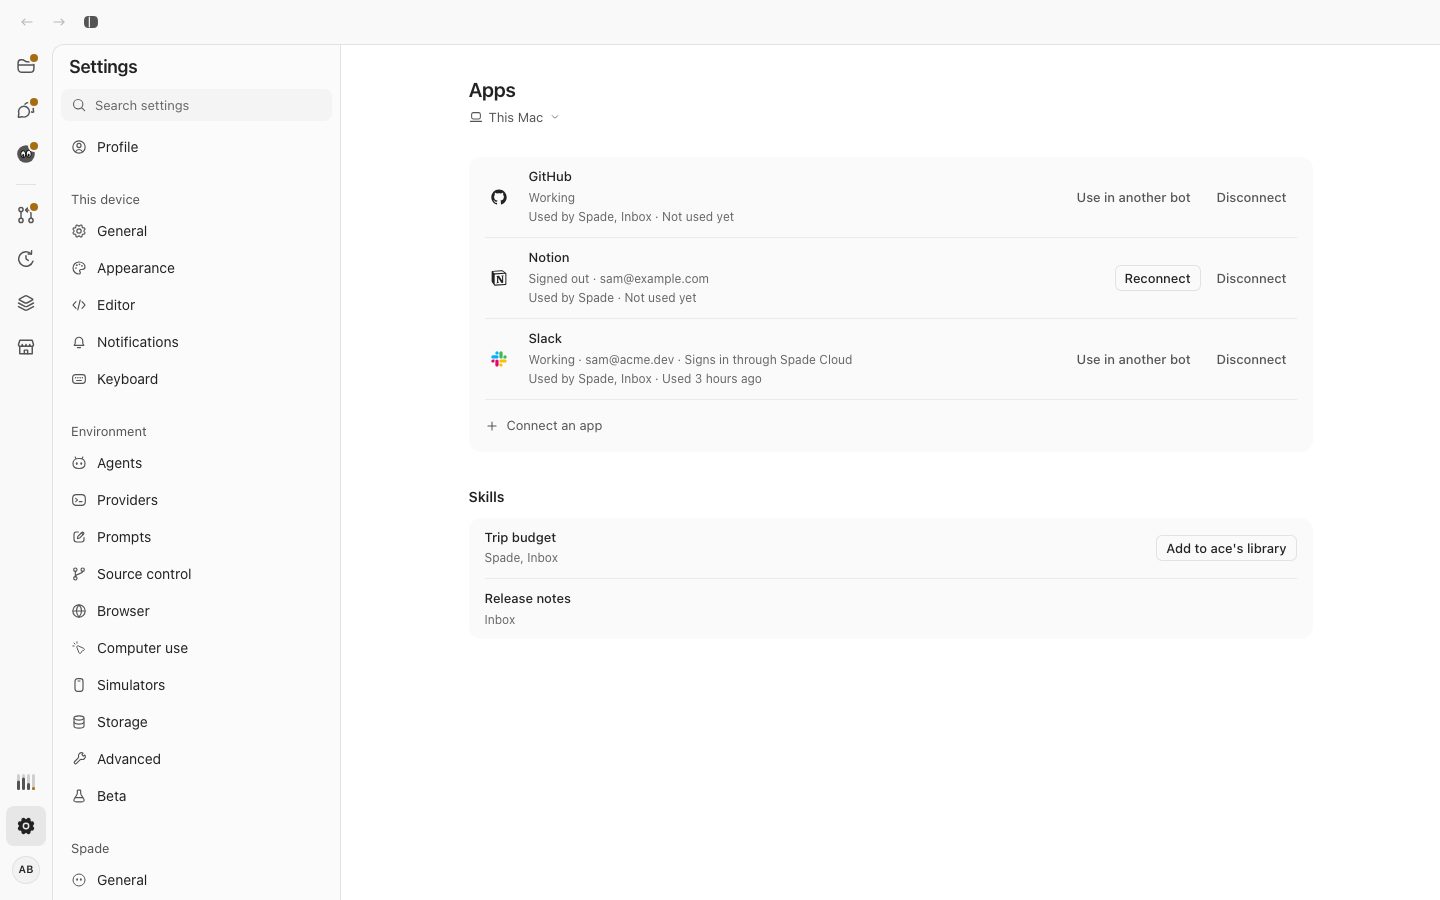 Settings
Search settings
Profile
This device
General
Appearance
Editor
Notifications
Keyboard
Environment
Agents
Providers
Prompts
Source control
Browser
Computer use
Simulators
Storage
Advanced
Beta
Spade
General
AB
Apps
This Mac
GitHub
Working
Used by Spade, Inbox · Not used yet
Use in another bot
Disconnect
Notion
Signed out · sam@example.com
Used by Spade · Not used yet
Reconnect
Disconnect
Slack
Working · sam@acme.dev · Signs in through Spade Cloud
Used by Spade, Inbox · Used 3 hours ago
Use in another bot
Disconnect
Connect an app
Skills
Trip budget
Spade, Inbox
Add to ace's library
Release notes
Inbox